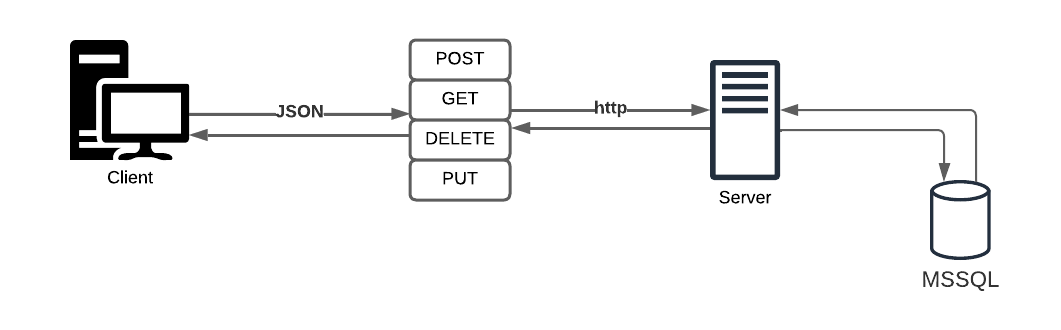 POST
GET
DELETE
PUT
JSON
http
Client
Server
MSSQL